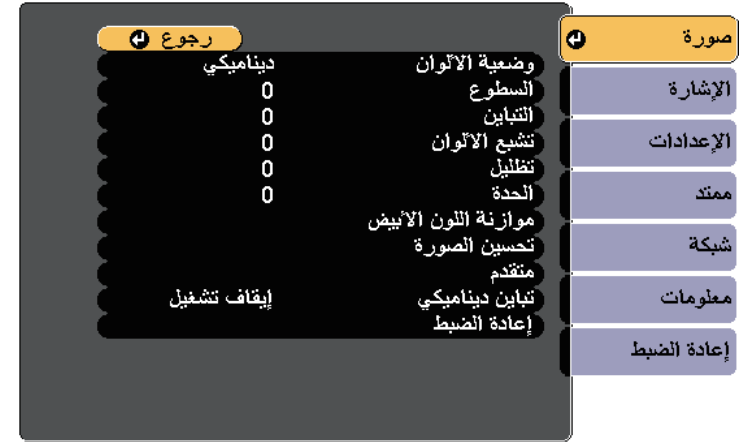 صورة
الإشارة
الإعدادات
ممتد
شبكة
معلومات
إعادة الضبط
رجوع
وضعية الألوان ديناميكي
السطوع 0
التباين 0
تشبع الألوان 0
تظليل 0
الحدة 0
موازنة اللون الأبيض
تحسين الصورة
متقدم
تباين ديناميكي إيقاف تشغيل
إعادة الضبط